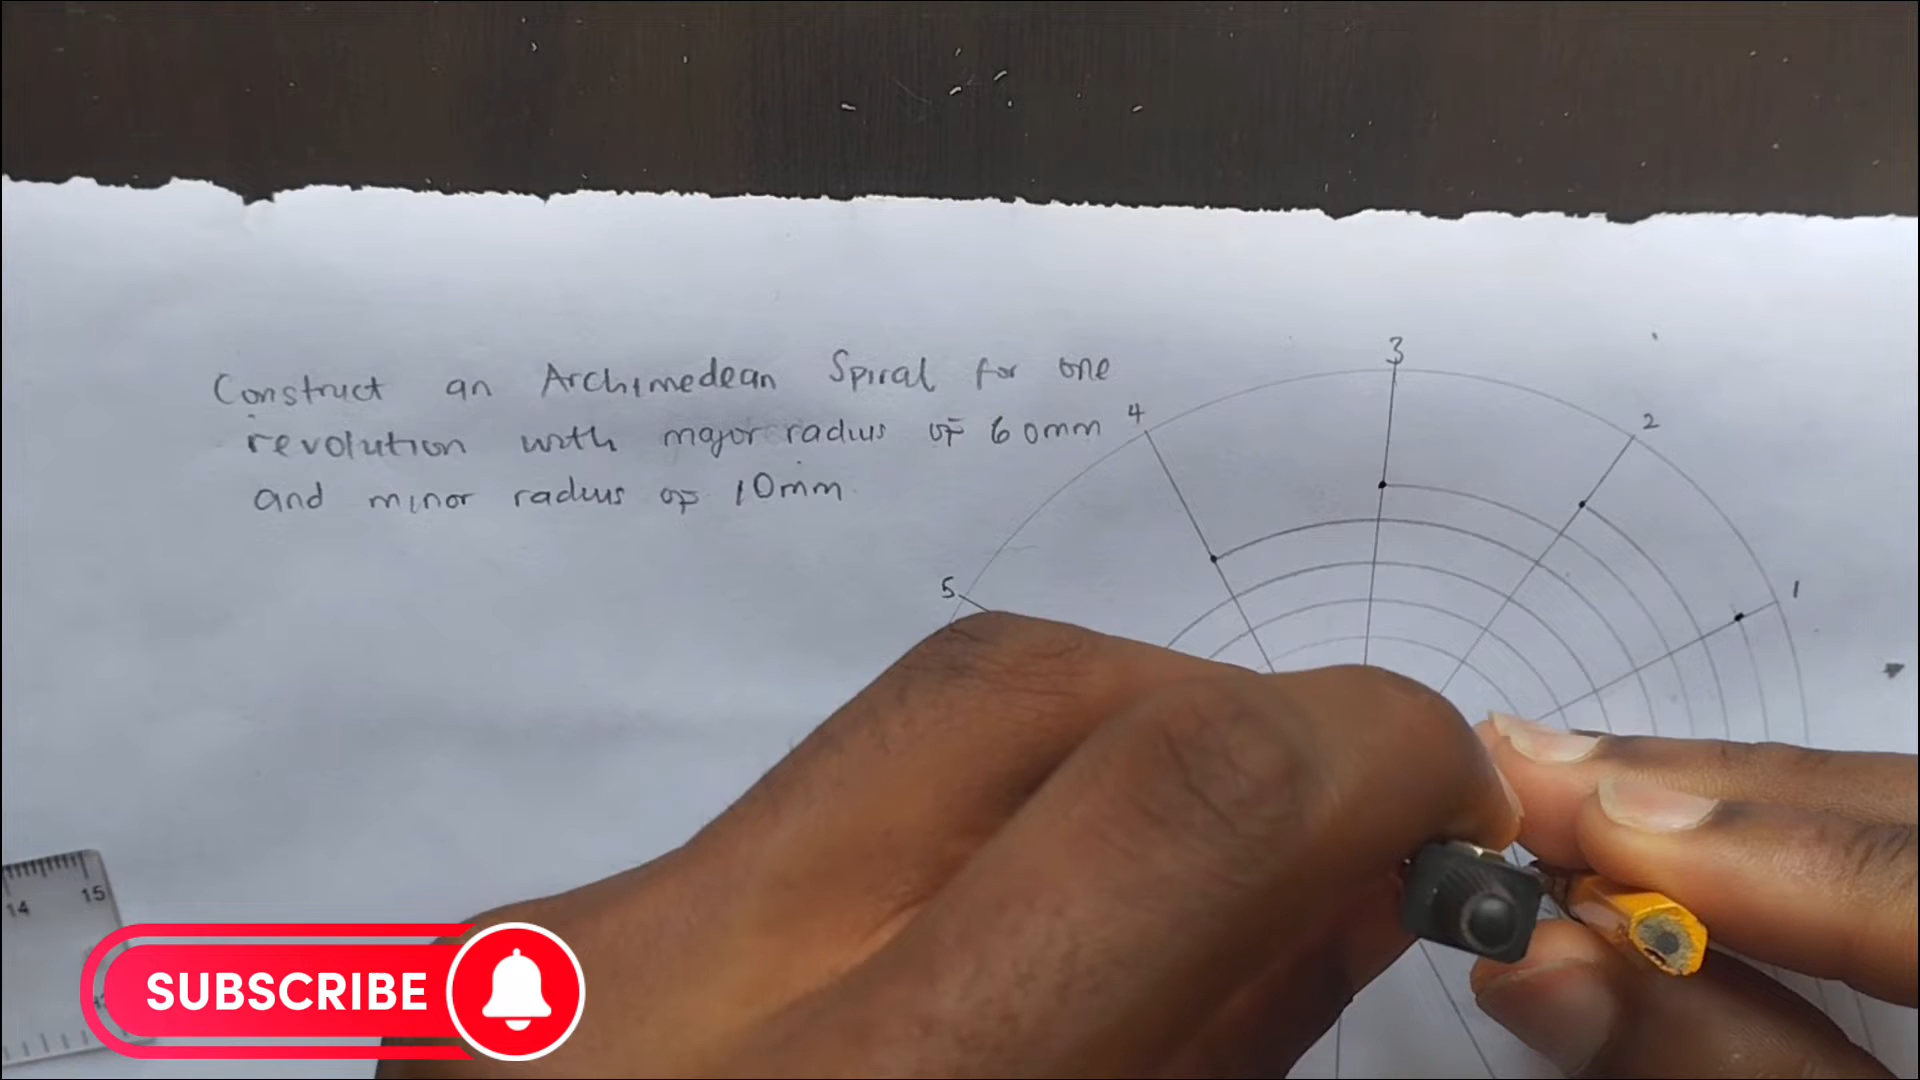 Construct an Archimedean Spiral for one
revolution with major radius of 60mm
and minor radius of 10mm.
3
4
2
5
1
14 15
SUBSCRIBE